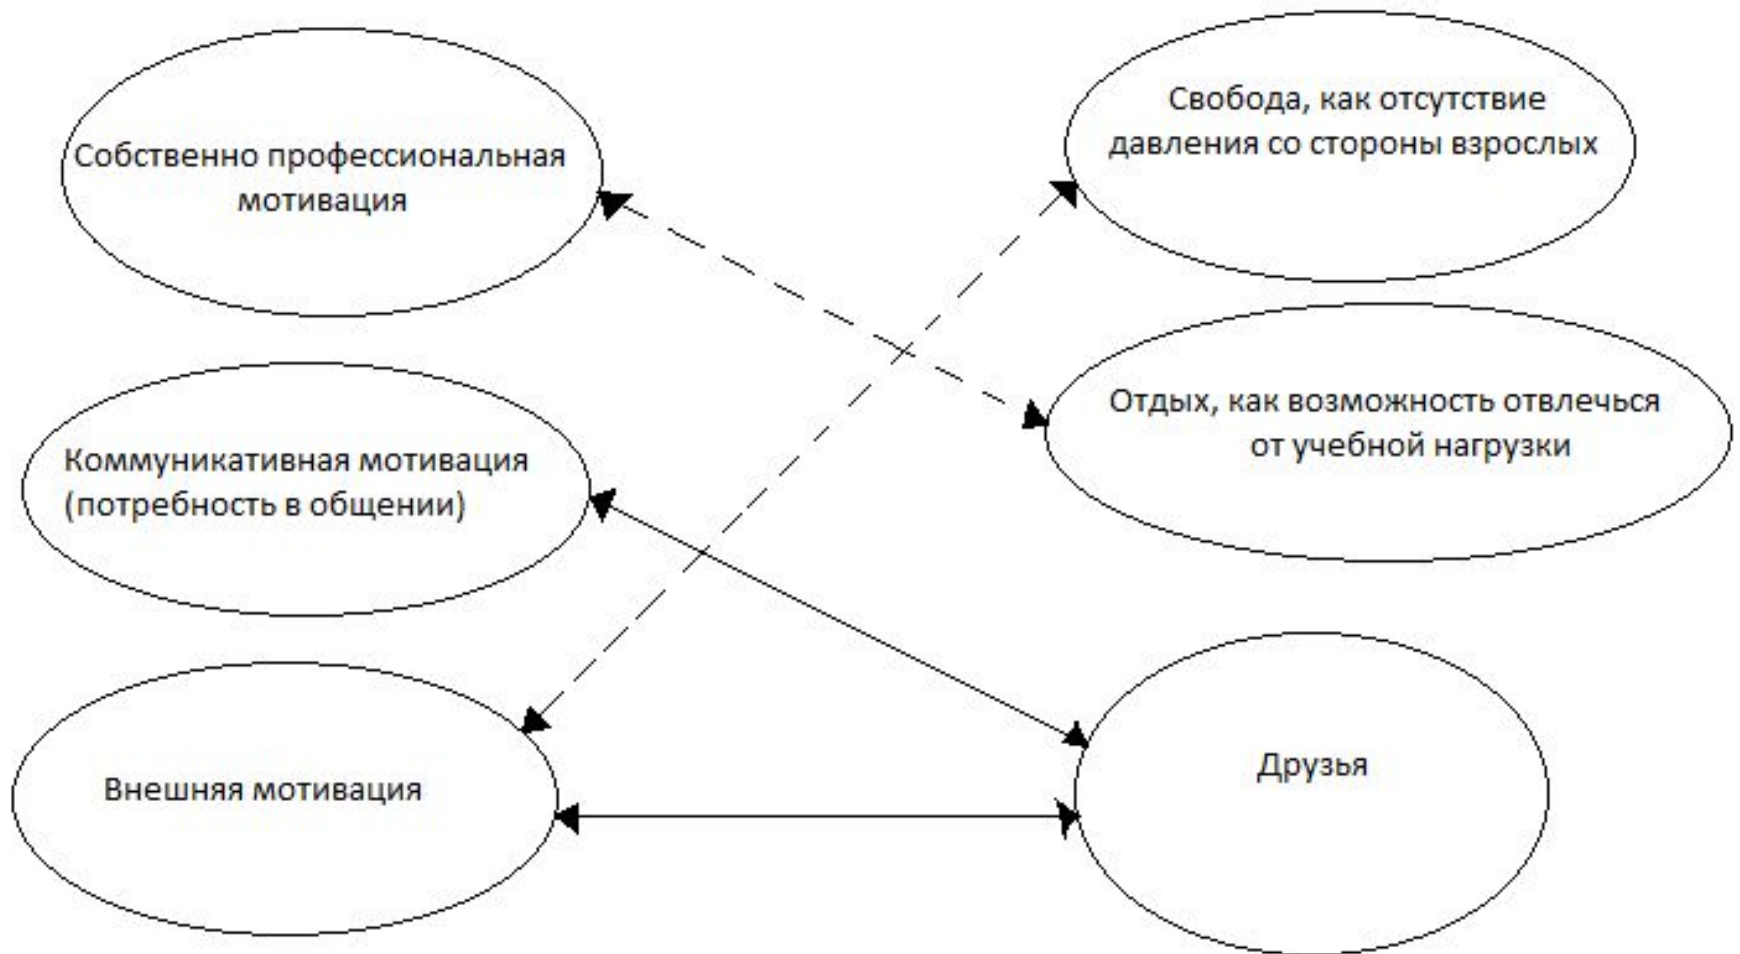 Собственно профессиональная
мотивация
Коммуникативная мотивация
(потребность в общении)
Внешняя мотивация
Свобода, как отсутствие
давления со стороны взрослых
Отдых, как возможность отвлечься
от учебной нагрузки
Друзья